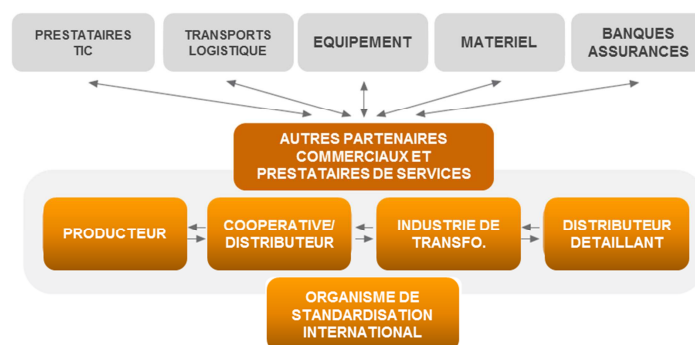 PRESTATAIRES
TIC
TRANSPORTS
LOGISTIQUE
EQUIPEMENT
MATERIEL
BANQUES
ASSURANCES
AUTRES PARTENAIRES
COMMERCIAUX ET
PRESTATAIRES DE SERVICES
PRODUCTEUR
COOPERATIVE/
DISTRIBUTEUR
INDUSTRIE DE
TRANSFO.
DISTRIBUTEUR
DETAILLANT
ORGANISME DE
STANDARDISATION
INTERNATIONAL